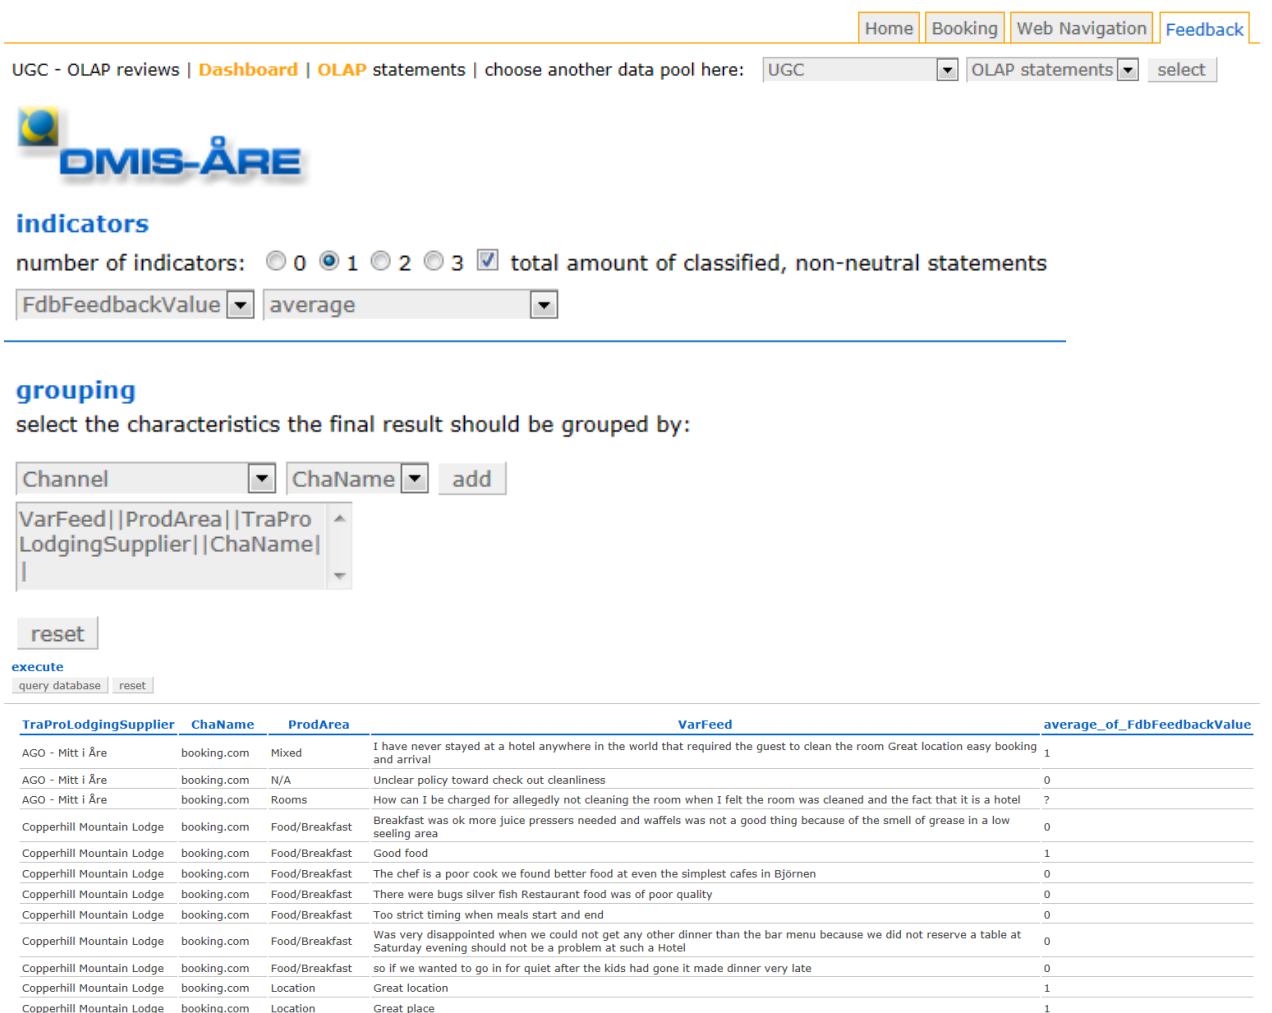 Home Booking Web Navigation Feedback
UGC - OLAP reviews | Dashboard | OLAP statements | choose another data pool here: UGC OLAP statements select
DMIS-ÅRE
indicators
number of indicators: 0 1 2 3 total amount of classified, non-neutral statements
FdbFeedbackValue average
grouping
select the characteristics the final result should be grouped by:
Channel ChaName add
VarFeed||ProdArea||TraPro
LodgingSupplier||ChaName|
|
reset
execute
query database reset
TraProLodgingSupplier ChaName ProdArea VarFeed average_of_FdbFeedbackValue
AGO - Mitt i Åre booking.com Mixed I have never stayed at a hotel anywhere in the world that required the guest to clean the room Great location easy booking
and arrival 1
AGO - Mitt i Åre booking.com N/A Unclear policy toward check out cleanliness 0
AGO - Mitt i Åre booking.com Rooms How can I be charged for allegedly not cleaning the room when I felt the room was cleaned and the fact that it is a hotel ?
Copperhill Mountain Lodge booking.com Food/Breakfast Breakfast was ok more juice pressers needed and waffels was not a good thing because of the smell of grease in a low
seeling area 0
Copperhill Mountain Lodge booking.com Food/Breakfast Good food 1
Copperhill Mountain Lodge booking.com Food/Breakfast The chef is a poor cook we found better food at even the simplest cafes in Björnen 0
Copperhill Mountain Lodge booking.com Food/Breakfast There were bugs silver fish Restaurant food was of poor quality 0
Copperhill Mountain Lodge booking.com Food/Breakfast Too strict timing when meals start and end 0
Copperhill Mountain Lodge booking.com Food/Breakfast Was very disappointed when we could not get any other dinner than the bar menu because we did not reserve a table at
Saturday evening should not be a problem at such a Hotel 0
Copperhill Mountain Lodge booking.com Food/Breakfast so if we wanted to go in for quiet after the kids had gone it made dinner very late 0
Copperhill Mountain Lodge booking.com Location Great location 1
Copperhill Mountain Lodge booking.com Location Great place 1